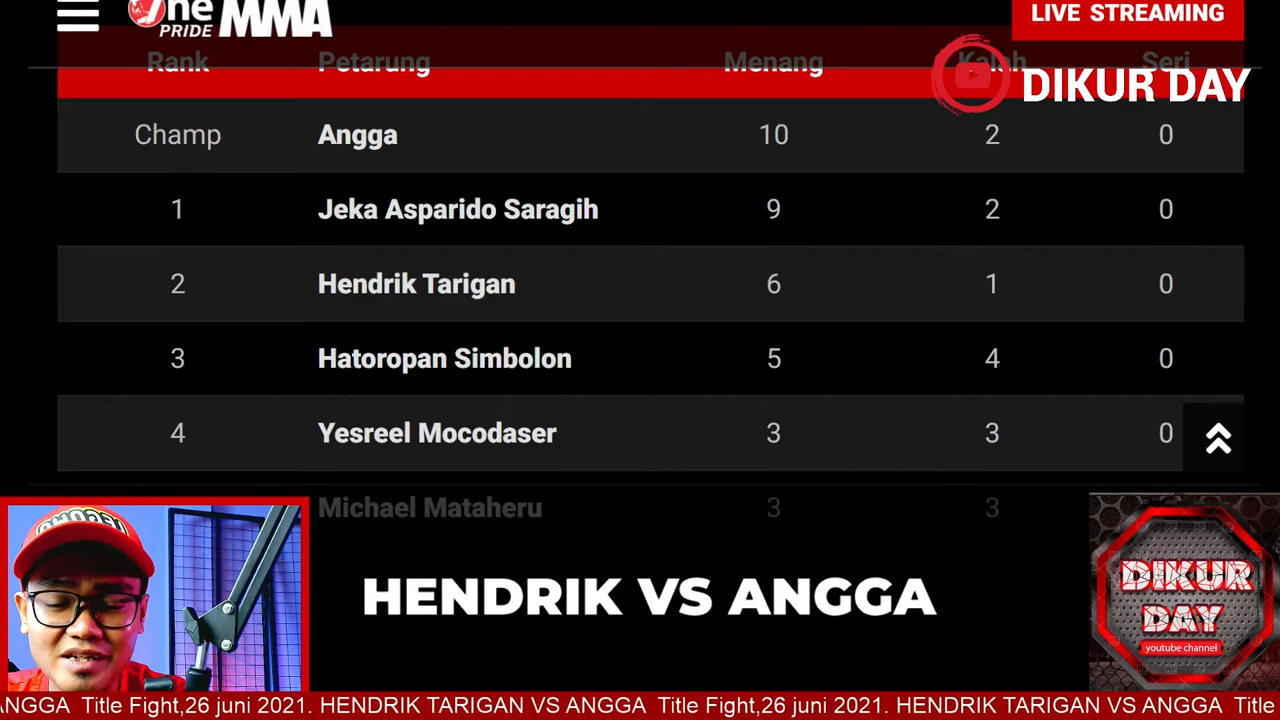 One
PRIDE MMA
LIVE STREAMING
Rank Petarung Menang Kalah Seri
DIKUR DAY
Champ Angga 10 2 0
1 Jeka Asparido Saragih 9 2 0
2 Hendrik Tarigan 6 1 0
3 Hatoropan Simbolon 5 4 0
4 Yesreel Mocodaser 3 3 0
Michael Mataheru 3 3
HENDRIK VS ANGGA
DIKUR
DAY
youtube channel
ANGGA Title Fight,26 juni 2021. HENDRIK TARIGAN VS ANGGA Title Fight,26 juni 2021. HENDRIK TARIGAN VS ANGGA Title